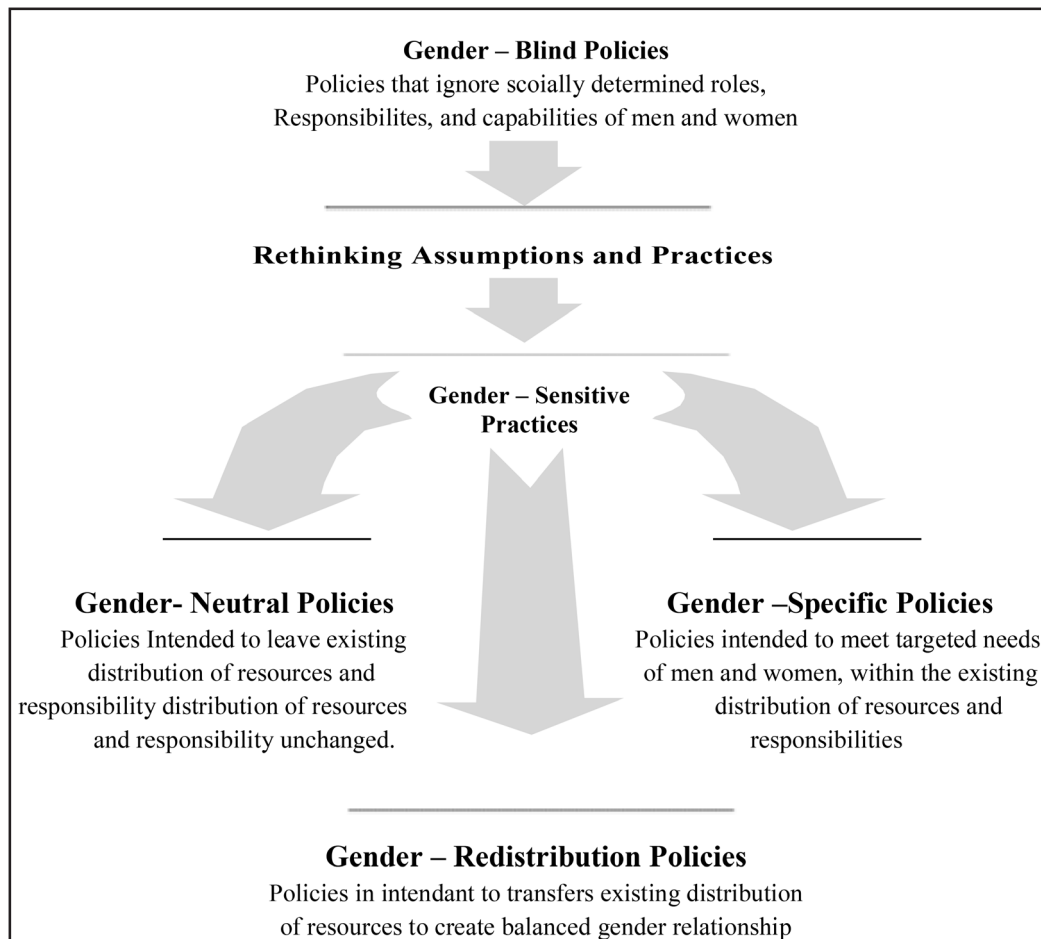 Gender – Blind Policies
Policies that ignore scoially determined roles,
Responsibilites, and capabilities of men and women
Rethinking Assumptions and Practices
Gender – Sensitive
Practices
Gender- Neutral Policies
Policies Intended to leave existing
distribution of resources and
responsibility distribution of resources
and responsibility unchanged.
Gender –Specific Policies
Policies intended to meet targeted needs
of men and women, within the existing
distribution of resources and
responsibilities
Gender – Redistribution Policies
Policies in intendant to transfers existing distribution
of resources to create balanced gender relationship